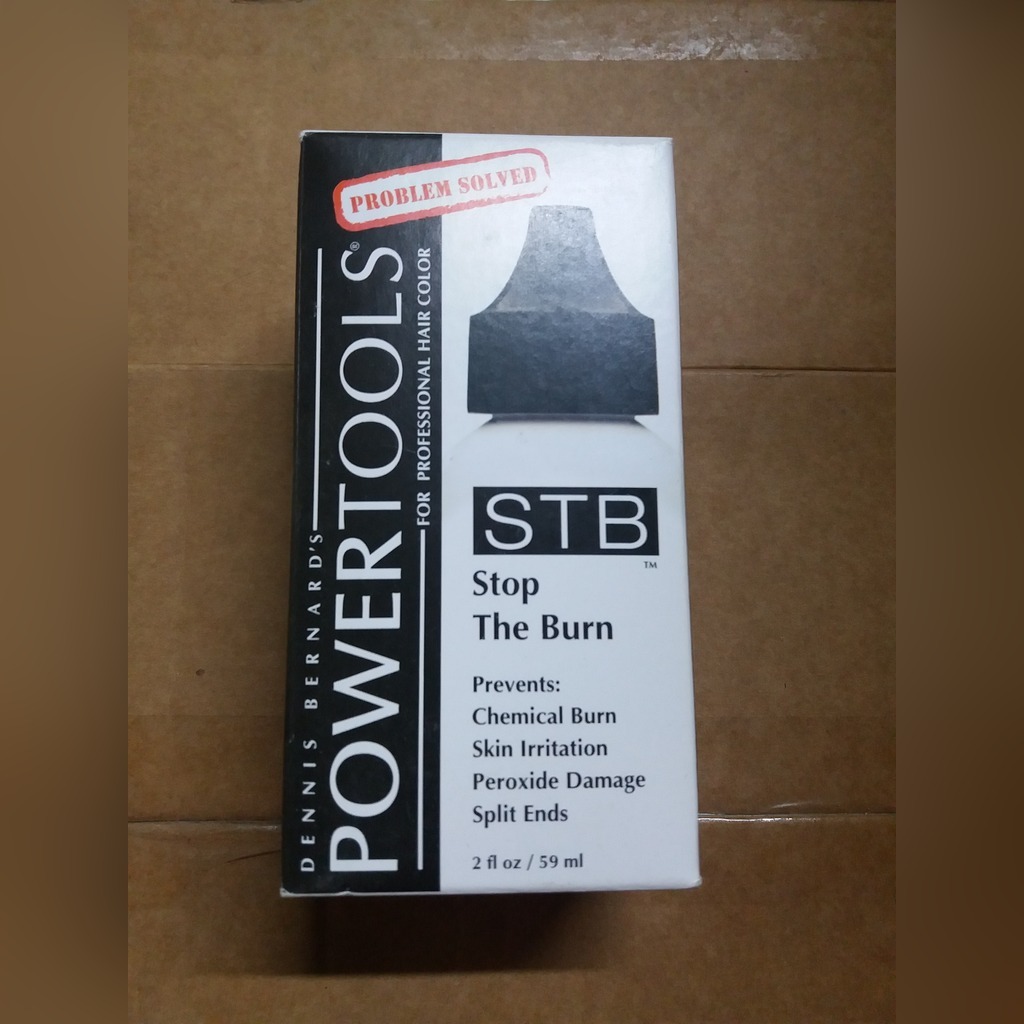 PROBLEM SOLVED
DENNIS BERNARD'S
POWERTOOLS®
FOR PROFESSIONAL HAIR COLOR
STB
TM
Stop
The Burn
Prevents:
Chemical Burn
Skin Irritation
Peroxide Damage
Split Ends
2 fl oz / 59 ml